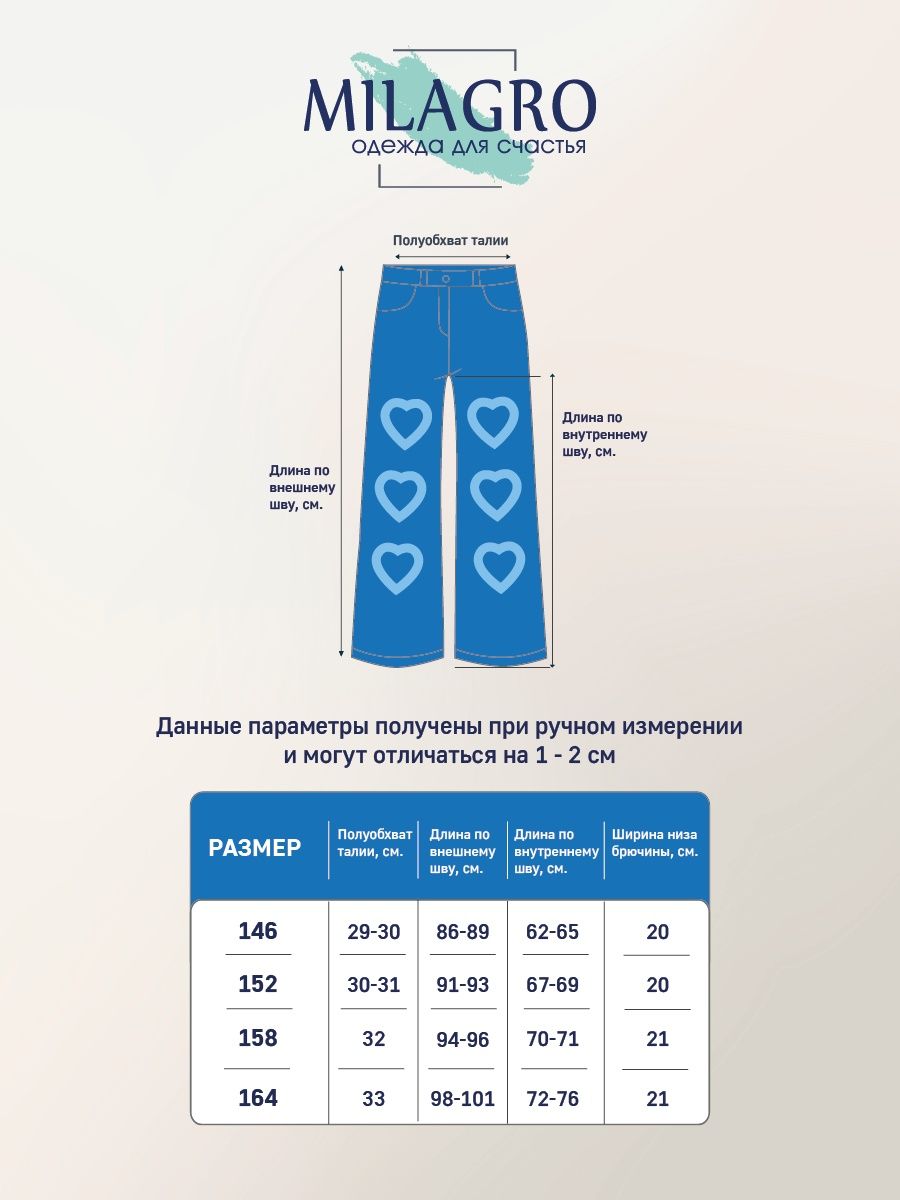 MILAGRO
одежда для счастья
Полуобхват талии
Длина по
внутреннему
шву, см.
Длина по
внешнему
шву, см.
Данные параметры получены при ручном измерении
и могут отличаться на 1 - 2 см
РАЗМЕР
Полуобхват
талии, см.
Длина по
внешнему
шву, см.
Длина по
внутреннему
шву, см.
Ширина низа
брючины, см.
146 29-30 86-89 62-65 20
152 30-31 91-93 67-69 20
158 32 94-96 70-71 21
164 33 98-101 72-76 21